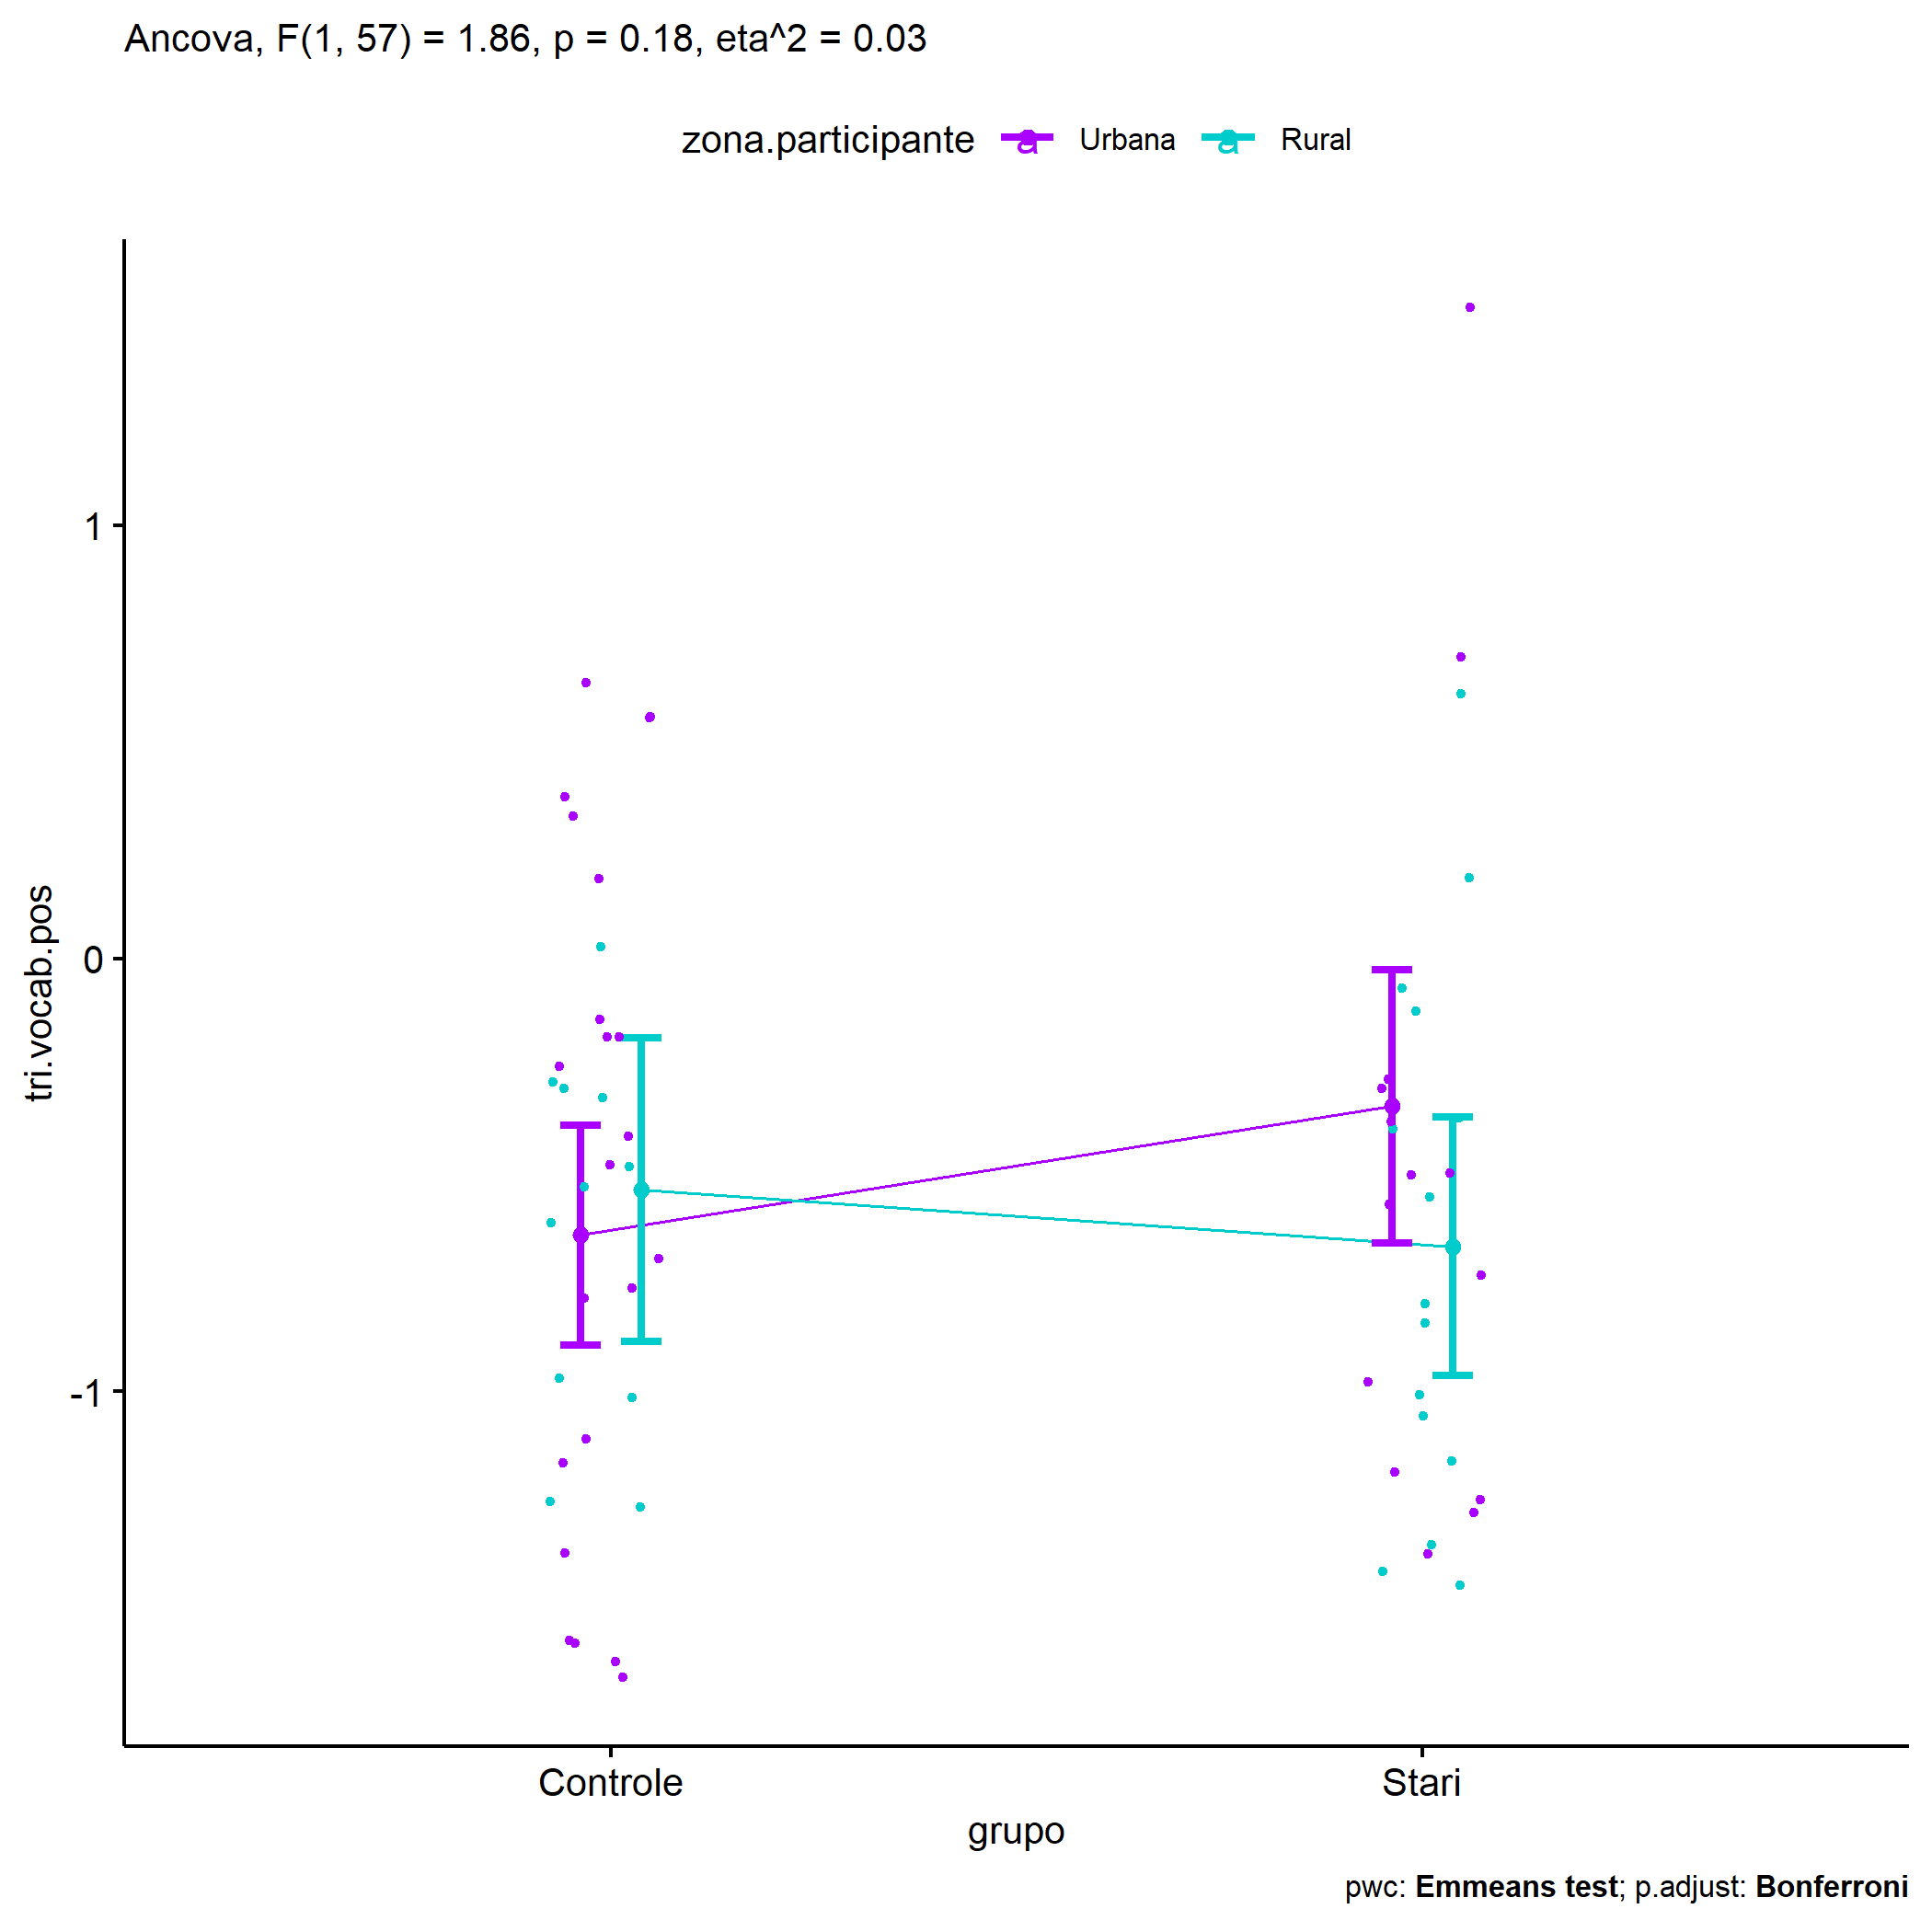 Ancova, F(1, 57) = 1.86, p = 0.18, eta^2 = 0.03
zona.participante a Urbana a Rural
1
0
-1
tri.vocab.pos
Controle Stari
grupo
pwc: Emmeans test; p.adjust: Bonferroni